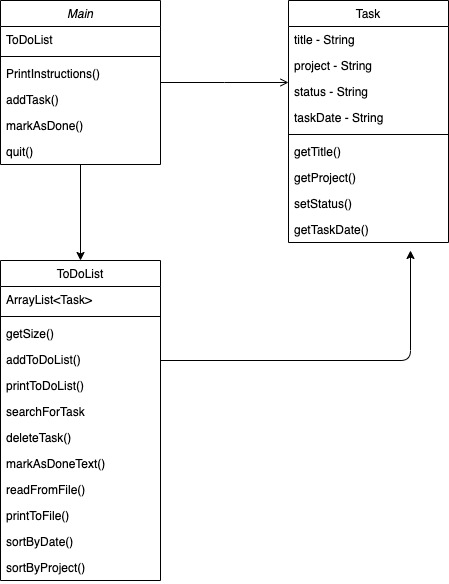 Main
ToDoList
PrintInstructions()
addTask()
markAsDone()
quit()
Task
title - String
project - String
status - String
taskDate - String
getTitle()
getProject()
setStatus()
getTaskDate()
ToDoList
ArrayList<Task>
getSize()
addToDoList()
printToDoList()
searchForTask
deleteTask()
markAsDoneText()
readFromFile()
printToFile()
sortByDate()
sortByProject()